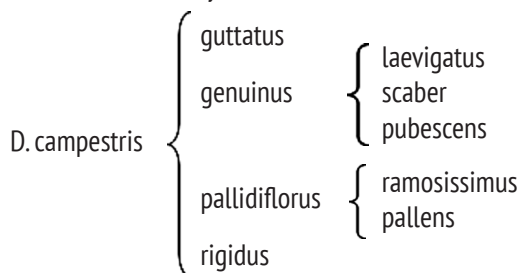 guttatus
genuinus
laevigatus
scaber
pubescens
D. campestris
pallidiflorus
ramosissimus
pallens
rigidus